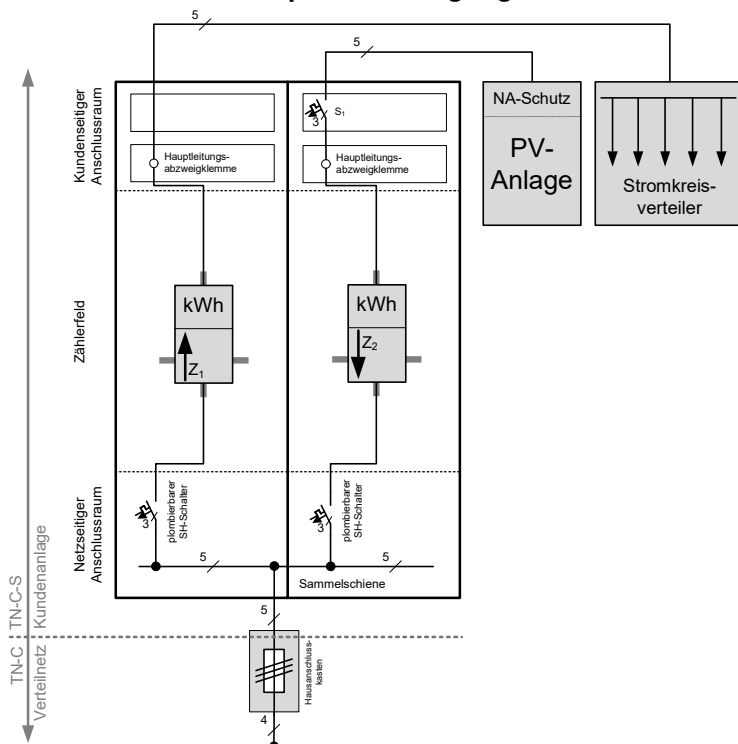 5
5
Kundenseitiger
Anschlussraum
3
S1
Hauptleitungs-
abzweigklemme
Hauptleitungs-
abzweigklemme
NA-Schutz
PV-
Anlage
Stromkreis-
verteiler
Zählerfeld
kWh
Z1
kWh
Z2
Netzseitiger
Anschlussraum
3
plombierbarer
SH-Schalter
3
plombierbarer
SH-Schalter
5
5
Sammelschiene
TN-C-S
Kundenanlage
5
TN-C
Verteilnetz
Hausanschluss-
kasten
4